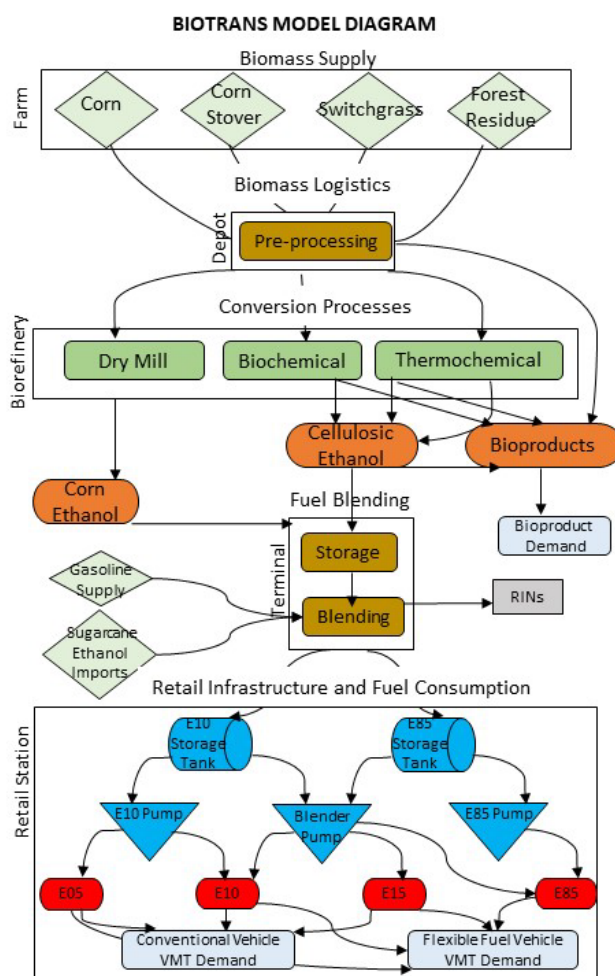 BIOTRANS MODEL DIAGRAM
Biomass Supply
Farm
Corn
Corn
Stover
Switchgrass
Forest
Residue
Biomass Logistics
Depot
Pre-processing
Conversion Processes
Biorefinery
Dry Mill
Biochemical
Thermochemical
Cellulosic
Ethanol
Bioproducts
Corn
Ethanol
Fuel Blending
Bioproduct
Demand
Terminal
Storage
Gasoline
Supply
Blending
RINs
Sugarcane
Ethanol
Imports
Retail Infrastructure and Fuel Consumption
Retail Station
E10
Storage
Tank
E85
Storage
Tank
E10 Pump
Blender
Pump
E85 Pump
E05
E10
E15
E85
Conventional Vehicle
VMT Demand
Flexible Fuel Vehicle
VMT Demand